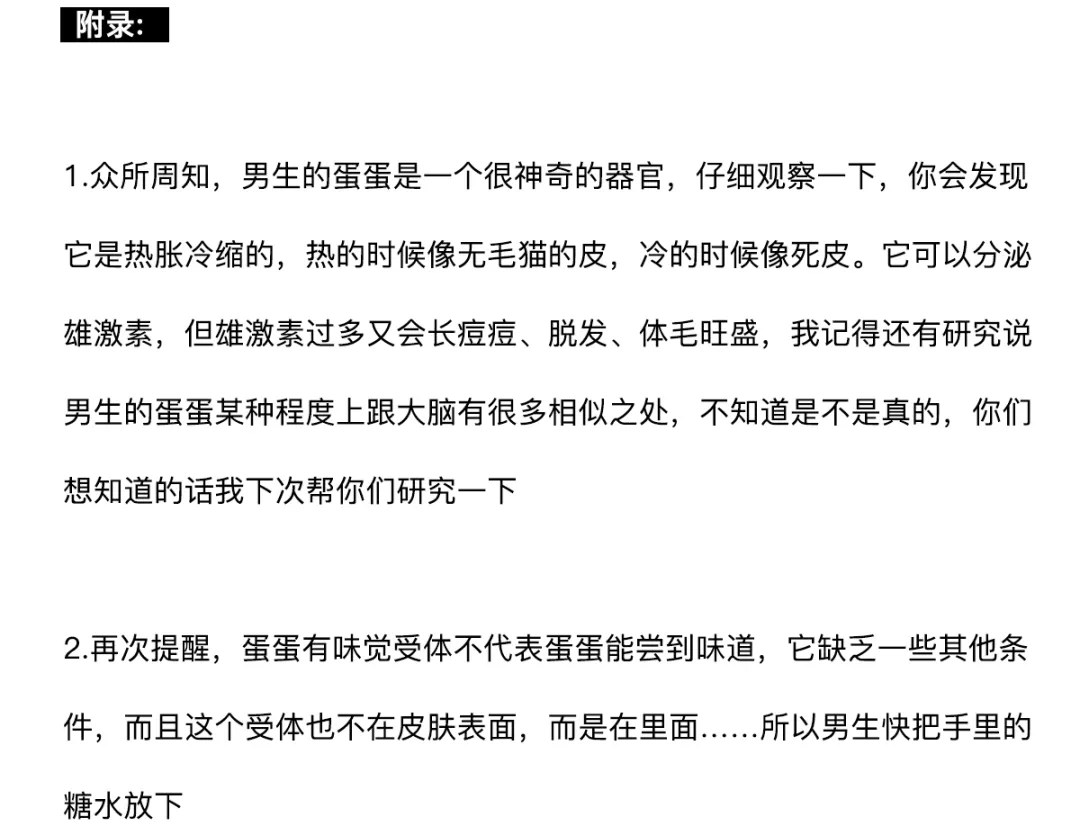 附录:
1.众所周知，男生的蛋蛋是一个很神奇的器官，仔细观察一下，你会发现
它是热胀冷缩的，热的时候像无毛猫的皮，冷的时候像死皮。它可以分泌
雄激素，但雄激素过多又会长痘痘、脱发、体毛旺盛，我记得还有研究说
男生的蛋蛋某种程度上跟大脑有很多相似之处，不知道是不是真的，你们
想知道的话我下次帮你们研究一下
2.再次提醒，蛋蛋有味觉受体不代表蛋蛋能尝到味道，它缺乏一些其他条
件，而且这个受体也不在皮肤表面，而是在里面……所以男生快把手里的
糖水放下